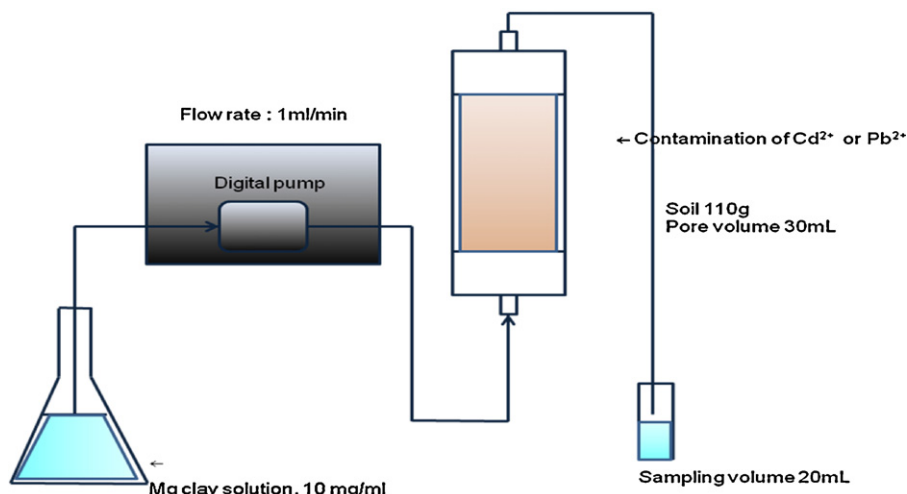 Flow rate : 1ml/min
Digital pump
←Contamination of Cd²⁺ or Pb²⁺
Soil 110g
Pore volume 30mL
←
Mg clay solution, 10 mg/ml
Sampling volume 20mL